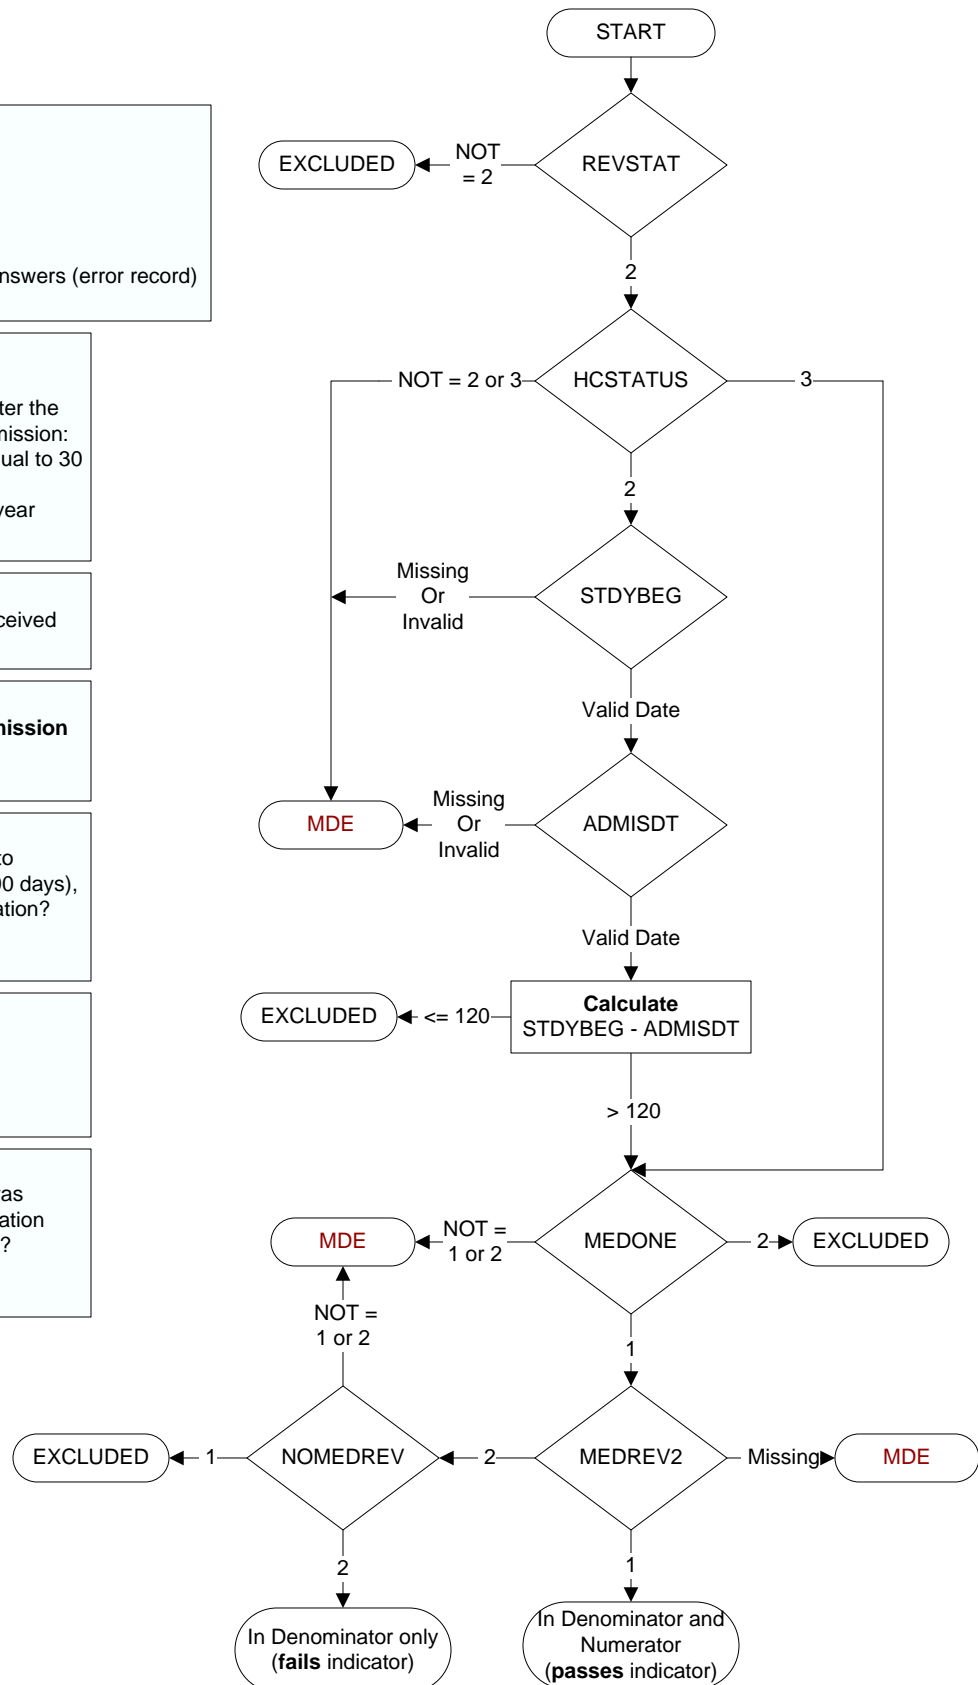 START
REVSTAT
NOT
= 2
EXCLUDED
2
nswers (error record)
HCSTATUS
NOT = 2 or 3
3
2
ter the
mission:
ual to 30
year
STDYBEG
Missing
Or
Invalid
ceived
Valid Date
mission
ADMISDT
Missing
Or
Invalid
MDE
to
00 days),
ation?
Valid Date
Calculate
STDYBEG - ADMISDT
<= 120
EXCLUDED
> 120
as
ation
?
MEDONE
NOT =
1 or 2
MDE
2
EXCLUDED
1
NOT =
1 or 2
MEDREV2
Missing
MDE
2
NOMEDREV
1
EXCLUDED
2
1
In Denominator only
(fails indicator)
In Denominator and
Numerator
(passes indicator)